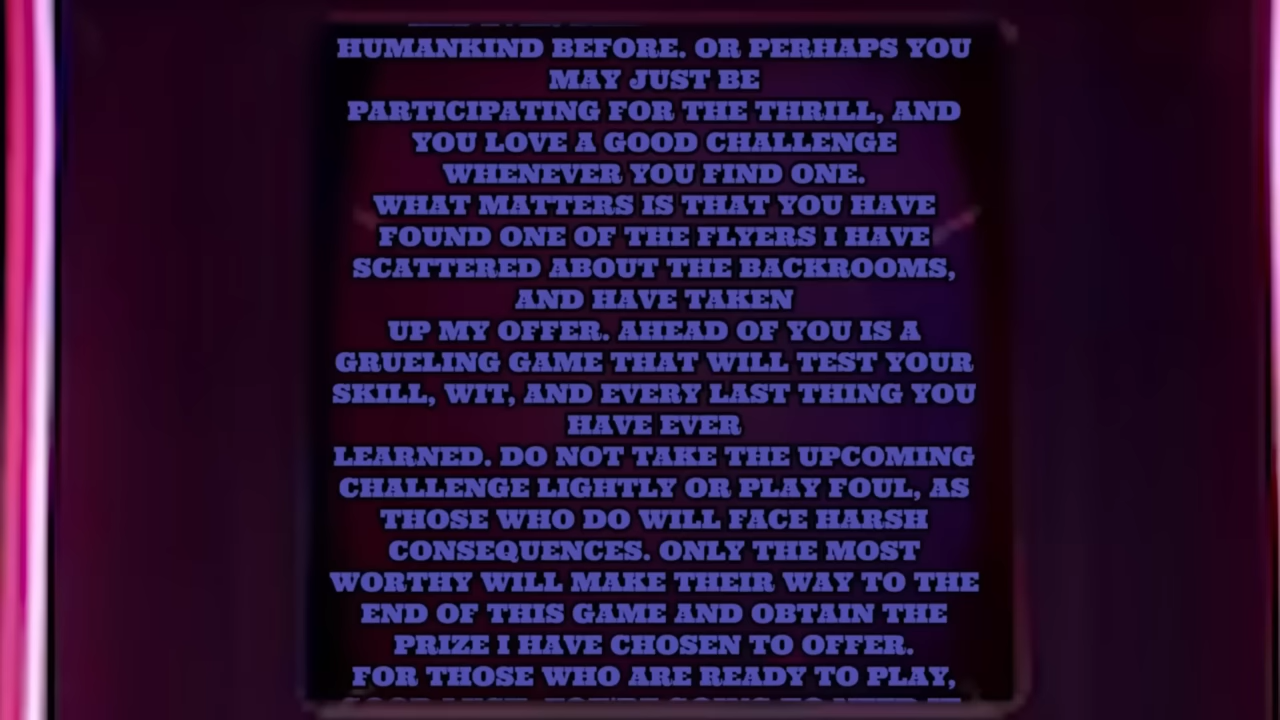 HUMANKIND BEFORE. OR PERHAPS YOU
MAY JUST BE
PARTICIPATING FOR THE THRILL, AND
YOU LOVE A GOOD CHALLENGE
WHENEVER YOU FIND ONE.
WHAT MATTERS IS THAT YOU HAVE
FOUND ONE OF THE FLYERS I HAVE
SCATTERED ABOUT THE BACKROOMS,
AND HAVE TAKEN
UP MY OFFER. AHEAD OF YOU IS A
GRUELING GAME THAT WILL TEST YOUR
SKILL, WIT, AND EVERY LAST THING YOU
HAVE EVER
LEARNED. DO NOT TAKE THE UPCOMING
CHALLENGE LIGHTLY OR PLAY FOUL, AS
THOSE WHO DO WILL FACE HARSH
CONSEQUENCES. ONLY THE MOST
WORTHY WILL MAKE THEIR WAY TO THE
END OF THIS GAME AND OBTAIN THE
PRIZE I HAVE CHOSEN TO OFFER.
FOR THOSE WHO ARE READY TO PLAY,